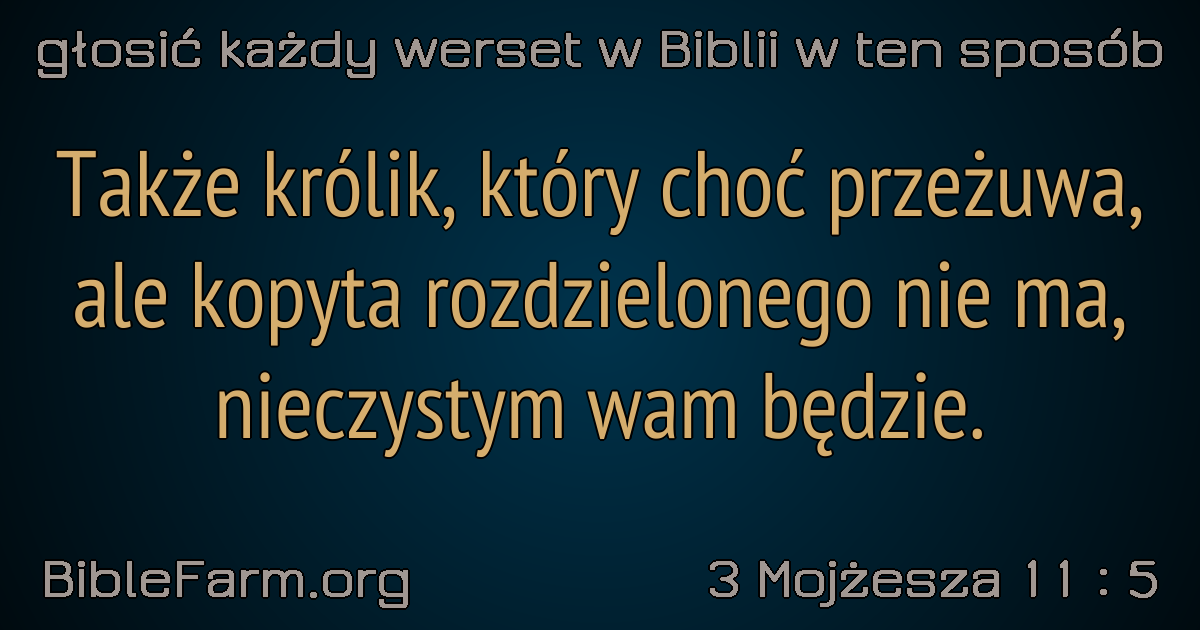 głosić każdy werset w Biblii w ten sposób
Także królik, który choć przeżuwa,
ale kopyta rozdzielonego nie ma,
nieczystym wam będzie.
BibleFarm.org
3 Mojżesza 11 : 5